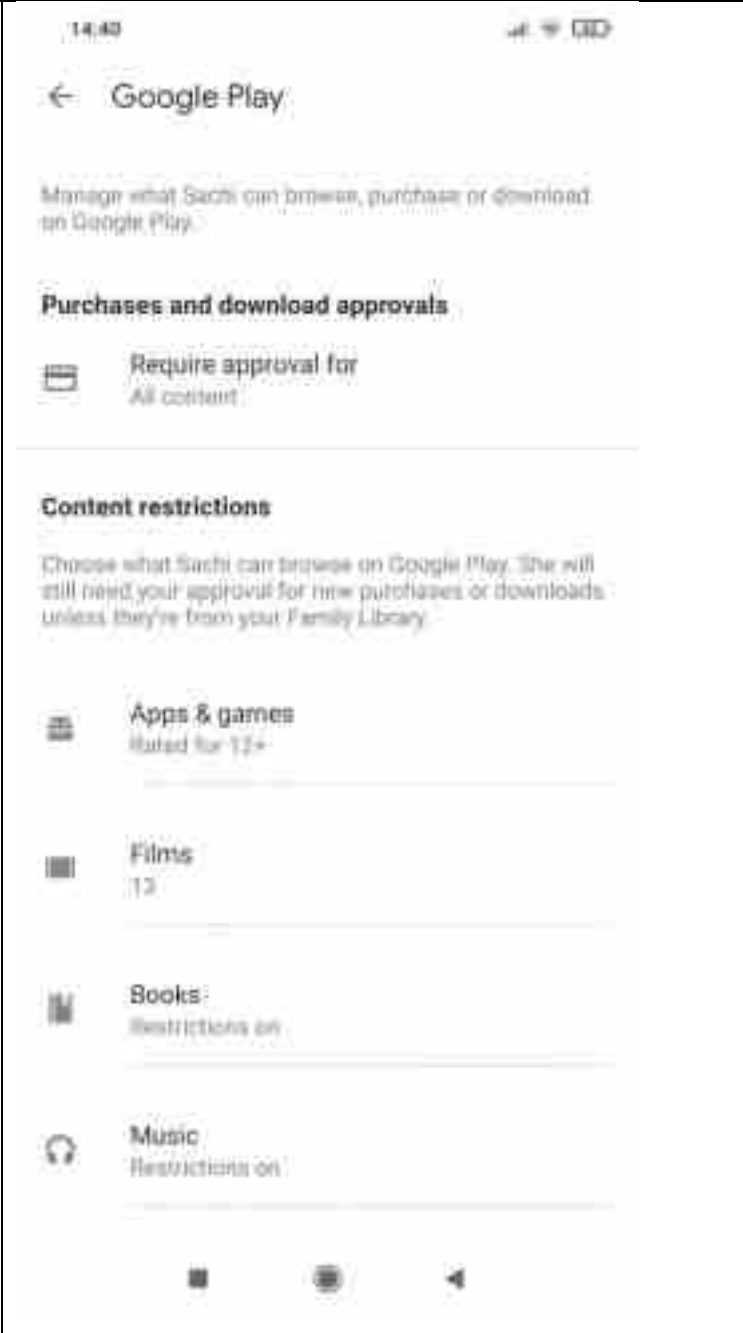 14:40
Google Play
Manage what Sachi can browse, purchase or download
on Google Play.
Purchases and download approvals
Require approval for
All content
Content restrictions
Choose what Sachi can browse on Google Play. She will
still need your approval for new purchases or downloads
unless they're from your Family Library.
Apps & games
Rated for 12+
Films
13
Books
Restrictions on
Music
Restrictions on